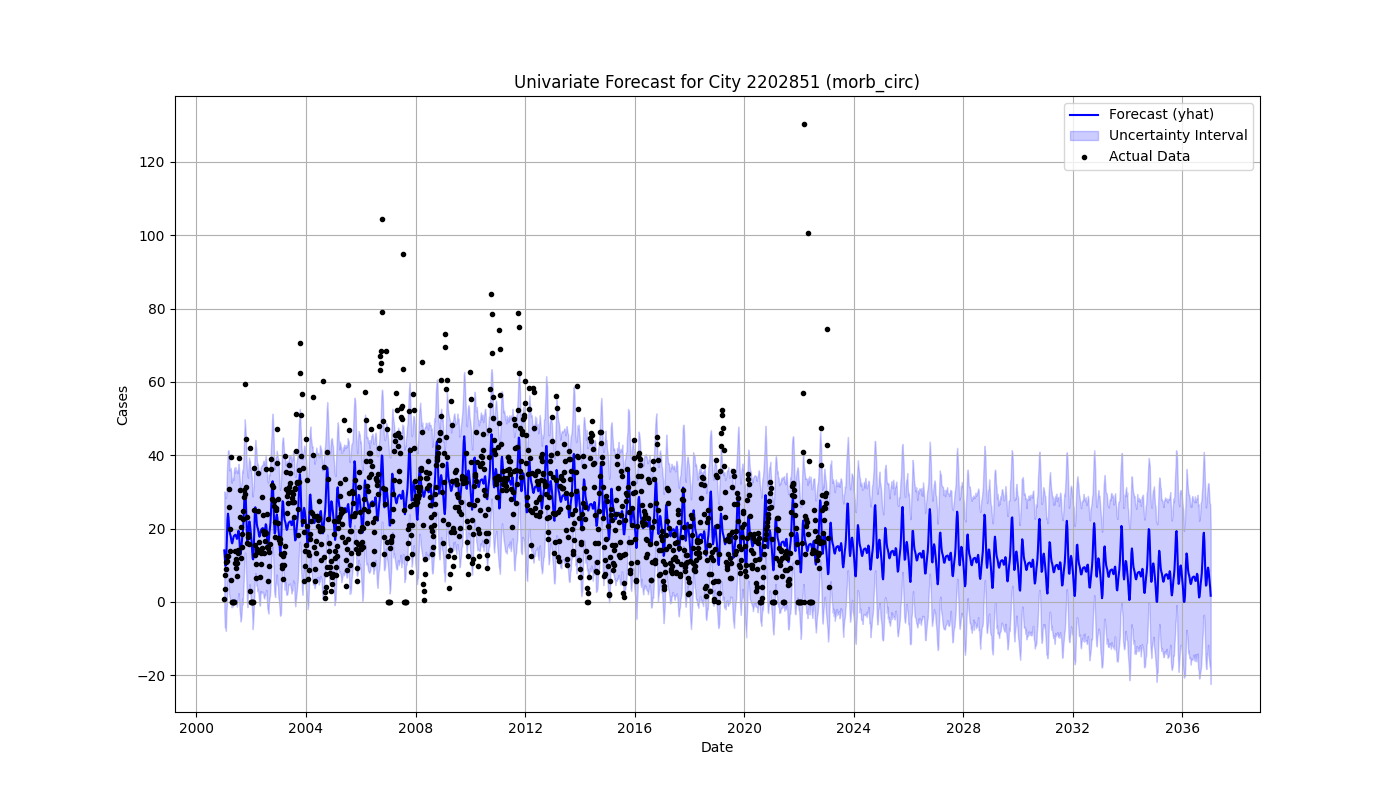 Univariate Forecast for City 2202851 (morb_circ)
Forecast (yhat)
Uncertainty Interval
Actual Data
Cases
120
100
80
60
40
20
0
−20
2000 2004 2008 2012 2016 2020 2024 2028 2032 2036
Date